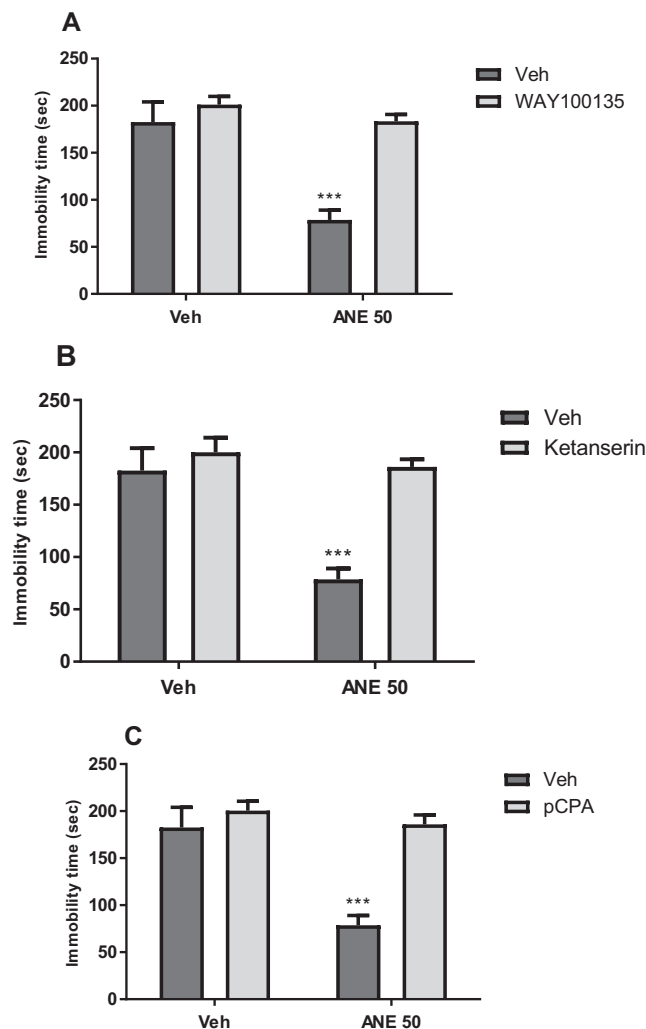 A
Immobility time (sec)
250
200
150
100
50
0
***
Veh
ANE 50
Veh
WAY100135
B
Immobility time (sec)
250
200
150
100
50
0
***
Veh
ANE 50
Veh
Ketanserin
C
Immobility time (sec)
250
200
150
100
50
0
***
Veh
ANE 50
Veh
pCPA